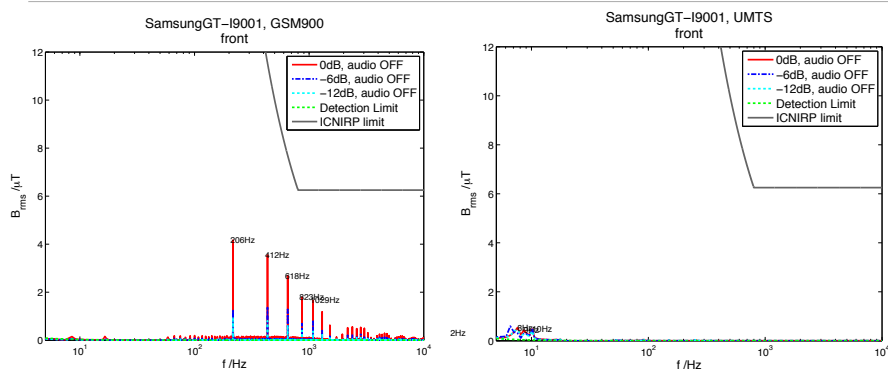 SamsungGT-I9001, GSM900
front
12
10
8
6
4
2
0
B_rms /µT
0dB, audio OFF
-6dB, audio OFF
-12dB, audio OFF
Detection Limit
ICNIRP limit
206Hz
412Hz
618Hz
823Hz
1029Hz
10^1
10^2
10^3
10^4
f /Hz
SamsungGT-I9001, UMTS
front
12
10
8
6
4
2
0
B_rms /µT
0dB, audio OFF
-6dB, audio OFF
-12dB, audio OFF
Detection Limit
ICNIRP limit
2Hz
10^1
10^2
10^3
10^4
f /Hz